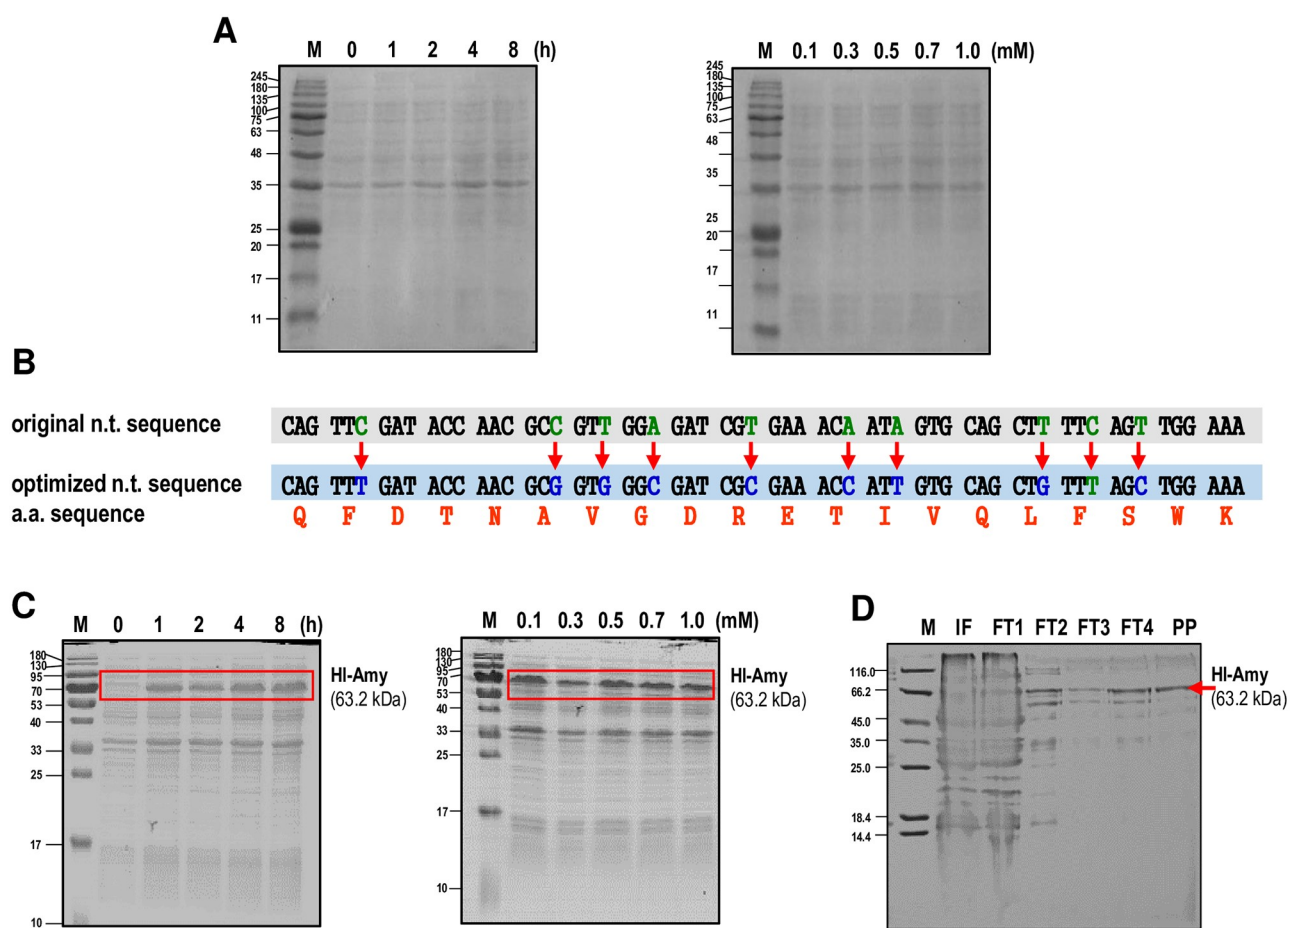 A
M 0 1 2 4 8 (h)
245
180
135
100
75
63
48
35
25
20
17
11
M 0.1 0.3 0.5 0.7 1.0 (mM)
245
180
135
100
75
63
48
35
25
20
17
11
B
original n.t. sequence CAG TTC GAT ACC AAC GCC GTT GGA GAT CGT GAA ACA ATA GTG CAG CTT TTC AGT TGG AAA
optimized n.t. sequence CAG TTT GAT ACC AAC GCG GTG GGC GAT CGC GAA ACC ATT GTG CAG CTG TTT AGC TGG AAA
a.a. sequence Q F D T N A V G D R E T I V Q L F S W K
C
M 0 1 2 4 8 (h)
180
130
95
70
53
40
33
25
17
10
HI-Amy
(63.2 kDa)
M 0.1 0.3 0.5 0.7 1.0 (mM)
180
130
95
70
53
40
33
25
17
10
HI-Amy
(63.2 kDa)
D
M IF FT1 FT2 FT3 FT4 PP
116.0
66.2
45.0
35.0
25.0
18.4
14.4
HI-Amy
(63.2 kDa)